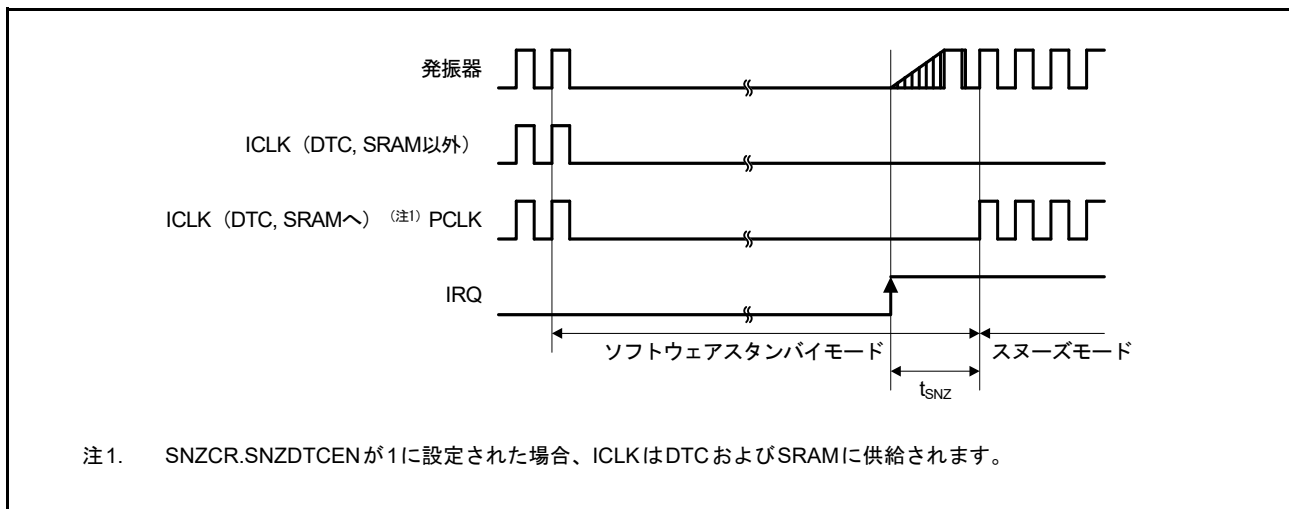 発振器
ICLK（DTC, SRAM以外）
ICLK（DTC, SRAMへ）（注1）PCLK
IRQ
ソフトウェアスタンバイモード
スヌーズモード
tSNZ
注1. SNZCR.SNZDTCENが1に設定された場合、ICLKはDTCおよびSRAMに供給されます。